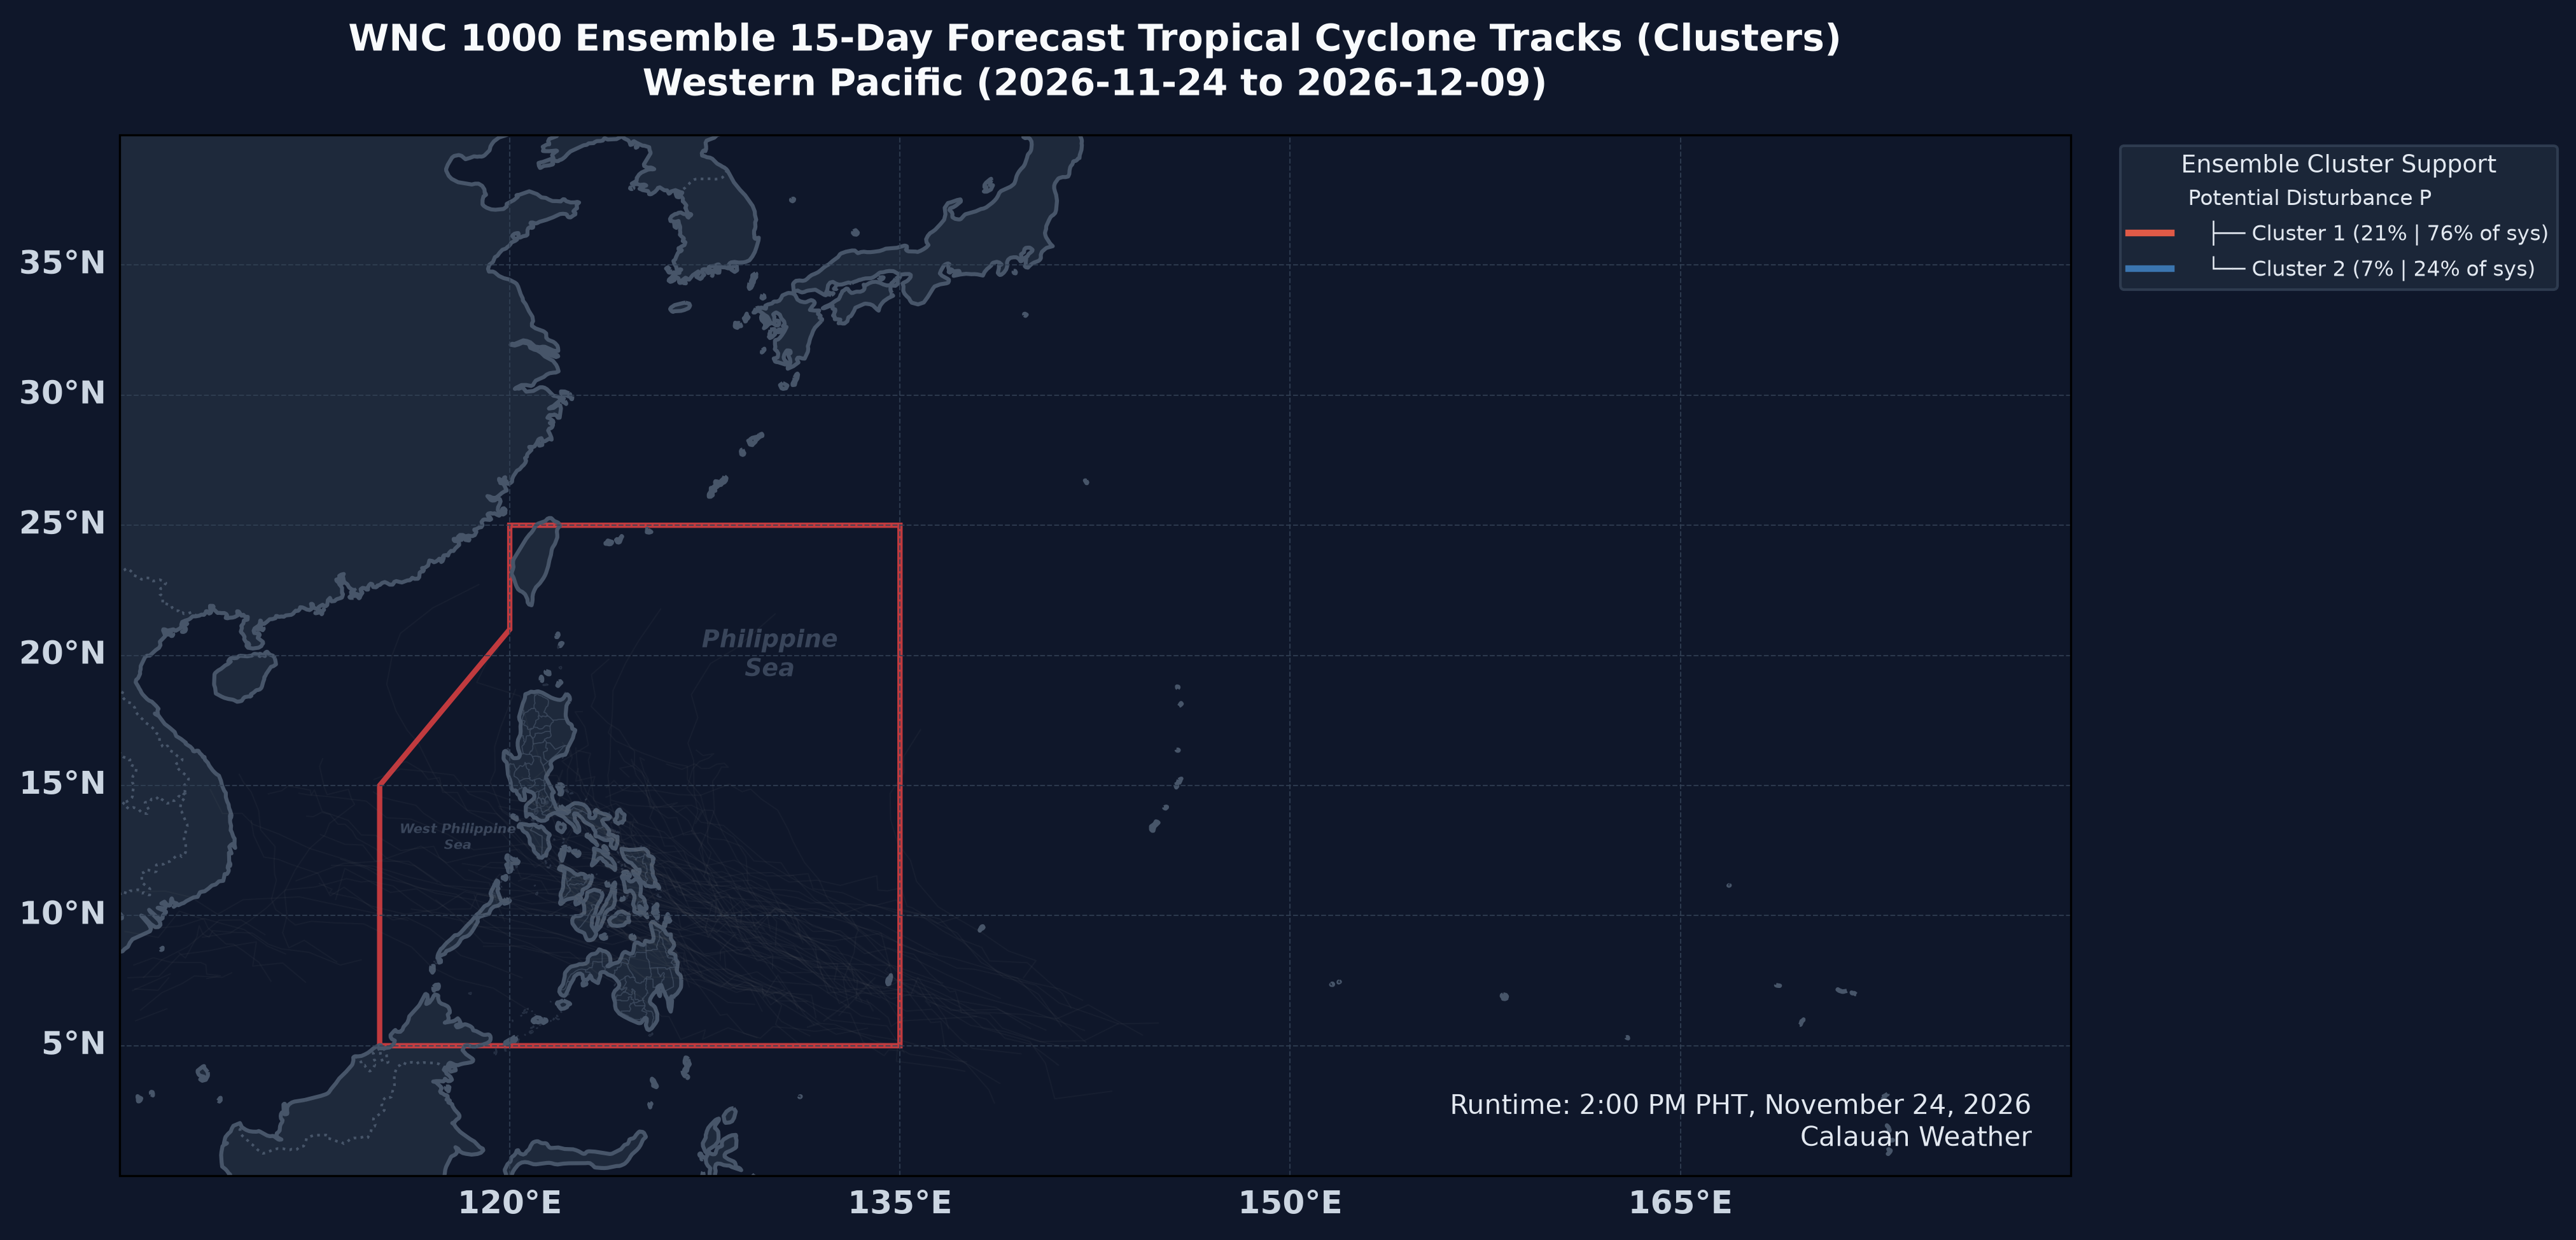 WNC 1000 Ensemble 15-Day Forecast Tropical Cyclone Tracks (Clusters)
Western Pacific (2026-11-24 to 2026-12-09)
Ensemble Cluster Support
Potential Disturbance P
Cluster 1 (21% | 76% of sys)
Cluster 2 (7% | 24% of sys)
35°N
30°N
25°N
20°N
15°N
10°N
5°N
Philippine
Sea
West Philippine
Sea
Runtime: 2:00 PM PHT, November 24, 2026
Calauan Weather
120°E
135°E
150°E
165°E